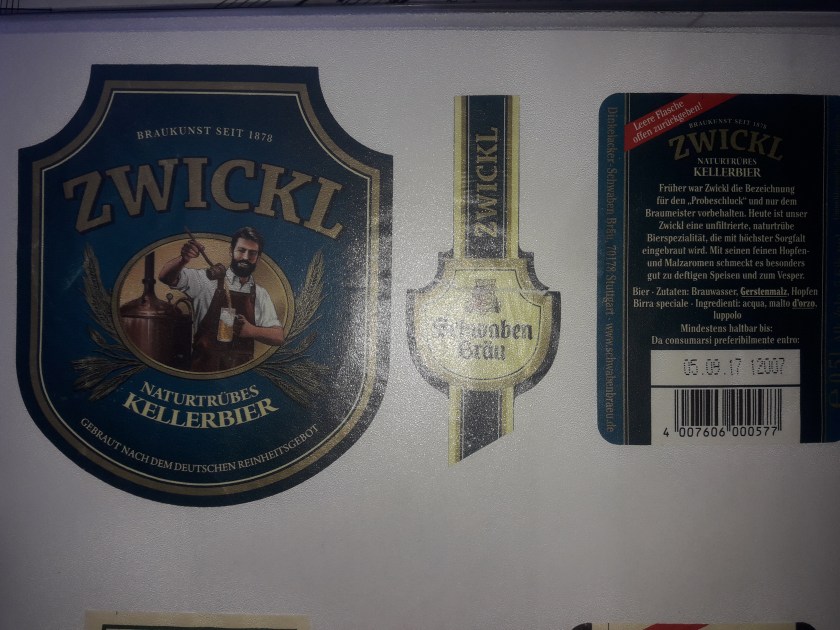 BRAUKUNST SEIT 1878
ZWICKL
NATURTRÜBES
KELLERBIER
GEBRAUT NACH DEM DEUTSCHEN REINHEITSGEBOT
ZWICKL
Schwaben
Bräu
Dinkelacker-Schwaben Bräu, 70178 Stuttgart · www.schwabenbraeu.de
Leere Flasche
offen zurückgeben!
BRAUKUNST SEIT 1878
ZWICKL
NATURTRÜBES
KELLERBIER
Früher war Zwickl die Bezeichnung
für den „Probeschluck“ und nur dem
Braumeister vorbehalten. Heute ist unser
Zwickl eine unfiltrierte, naturtrübe
Bierspezialität, die mit höchster Sorgfalt
eingebraut wird. Mit seinen feinen Hopfen-
und Malzaromen schmeckt es besonders
gut zu deftigen Speisen und zum Vesper.
Bier - Zutaten: Brauwasser, Gerstenmalz, Hopfen
Birra speciale - Ingredienti: acqua, malto d'orzo,
luppolo
Mindestens haltbar bis:
Da consumarsi preferibilmente entro:
05.09.17 12007
4 007606 000577